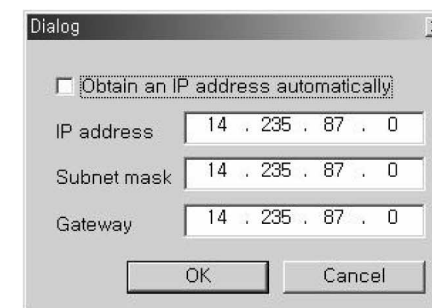 Dialog
Obtain an IP address automatically
IP address 14 . 235 . 87 . 0
Subnet mask 14 . 235 . 87 . 0
Gateway 14 . 235 . 87 . 0
OK Cancel